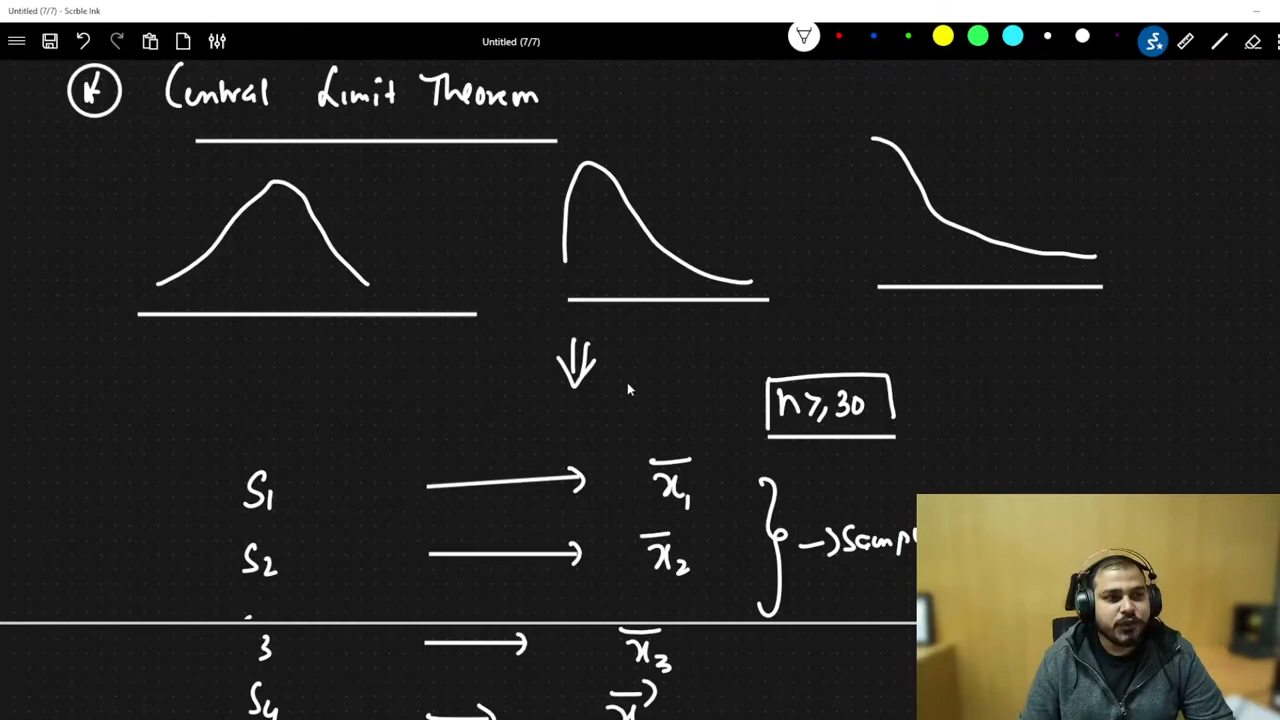 Untitled (7/7) - Scrble Ink
Untitled (7/7)
Central Limit Theorem
n ≥ 30
S1 → x̄1
S2 → x̄2 → Samp
3 → x̄3
S4 → x̄